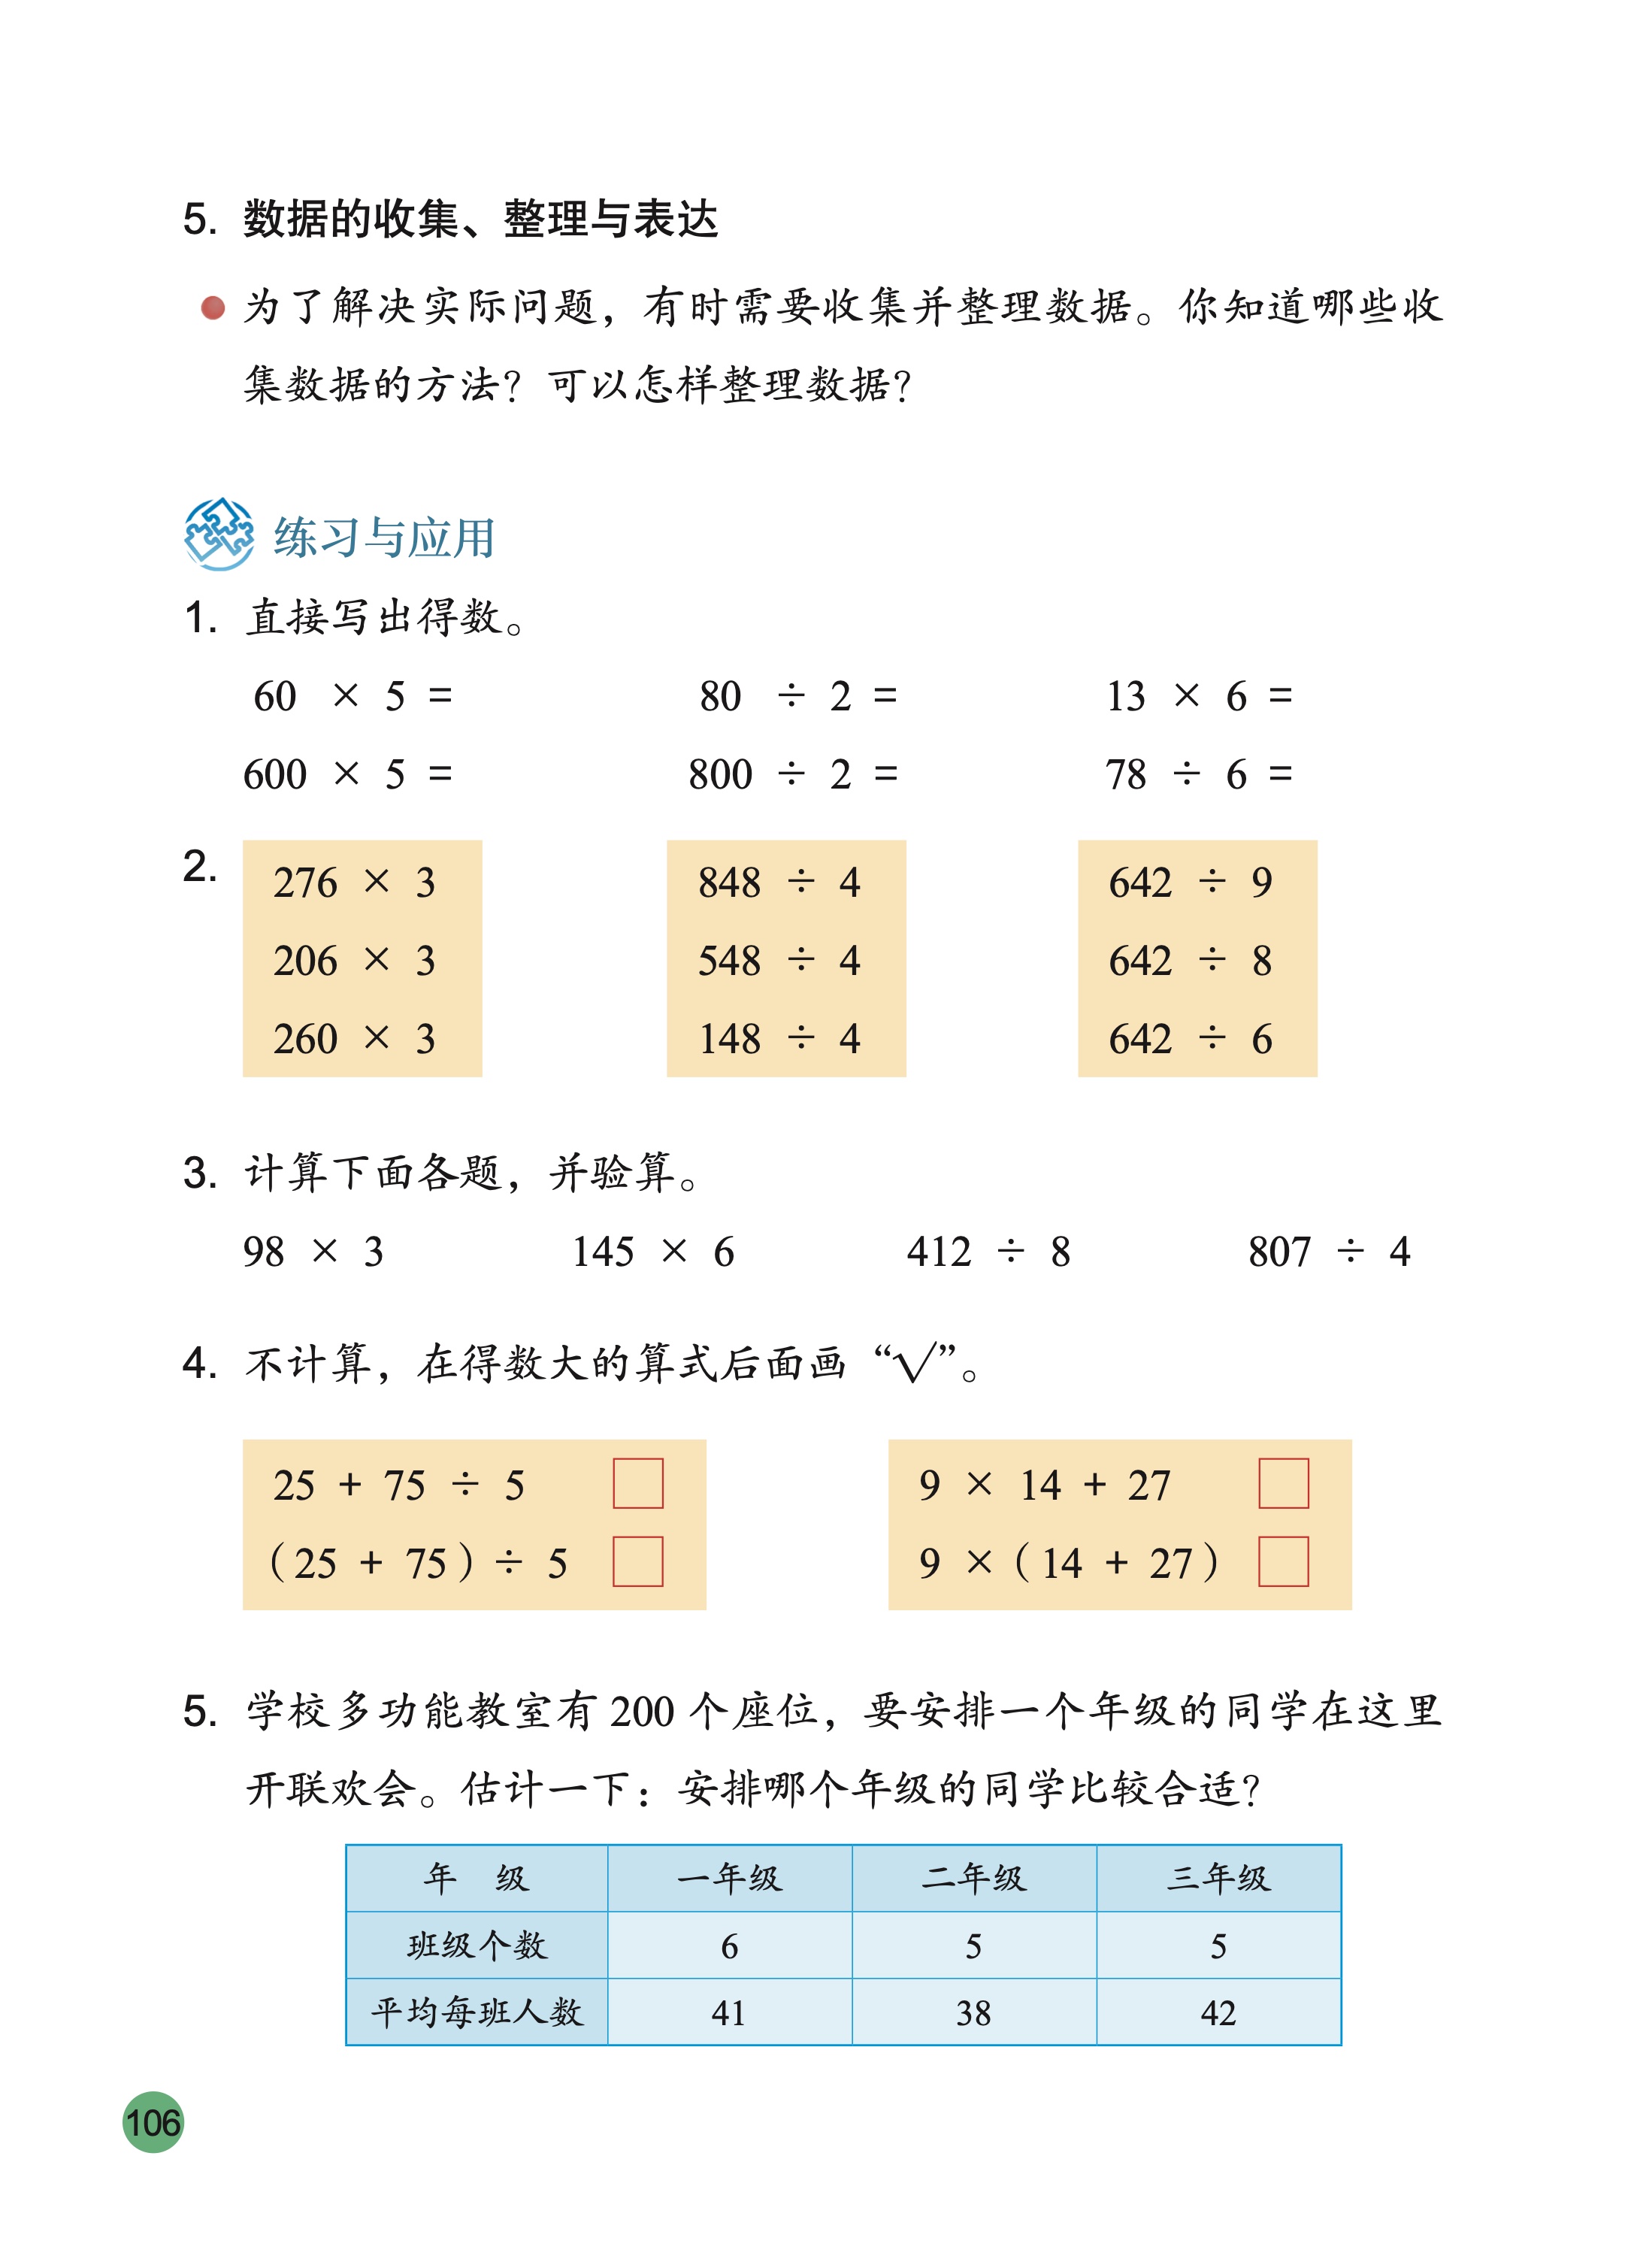 5. 数据的收集、整理与表达
为了解决实际问题，有时需要收集并整理数据。你知道哪些收
集数据的方法？可以怎样整理数据？
练习与应用
1. 直接写出得数。
60 × 5 = 80 ÷ 2 = 13 × 6 =
600 × 5 = 800 ÷ 2 = 78 ÷ 6 =
2. 276 × 3 848 ÷ 4 642 ÷ 9
206 × 3 548 ÷ 4 642 ÷ 8
260 × 3 148 ÷ 4 642 ÷ 6
3. 计算下面各题，并验算。
98 × 3 145 × 6 412 ÷ 8 807 ÷ 4
4. 不计算，在得数大的算式后面画“√”。
25 + 75 ÷ 5 □ 9 × 14 + 27 □
（25 + 75）÷ 5 □ 9 ×（14 + 27） □
5. 学校多功能教室有 200 个座位，要安排一个年级的同学在这里
开联欢会。估计一下：安排哪个年级的同学比较合适？
年 级 一年级 二年级 三年级
班级个数 6 5 5
平均每班人数 41 38 42
106